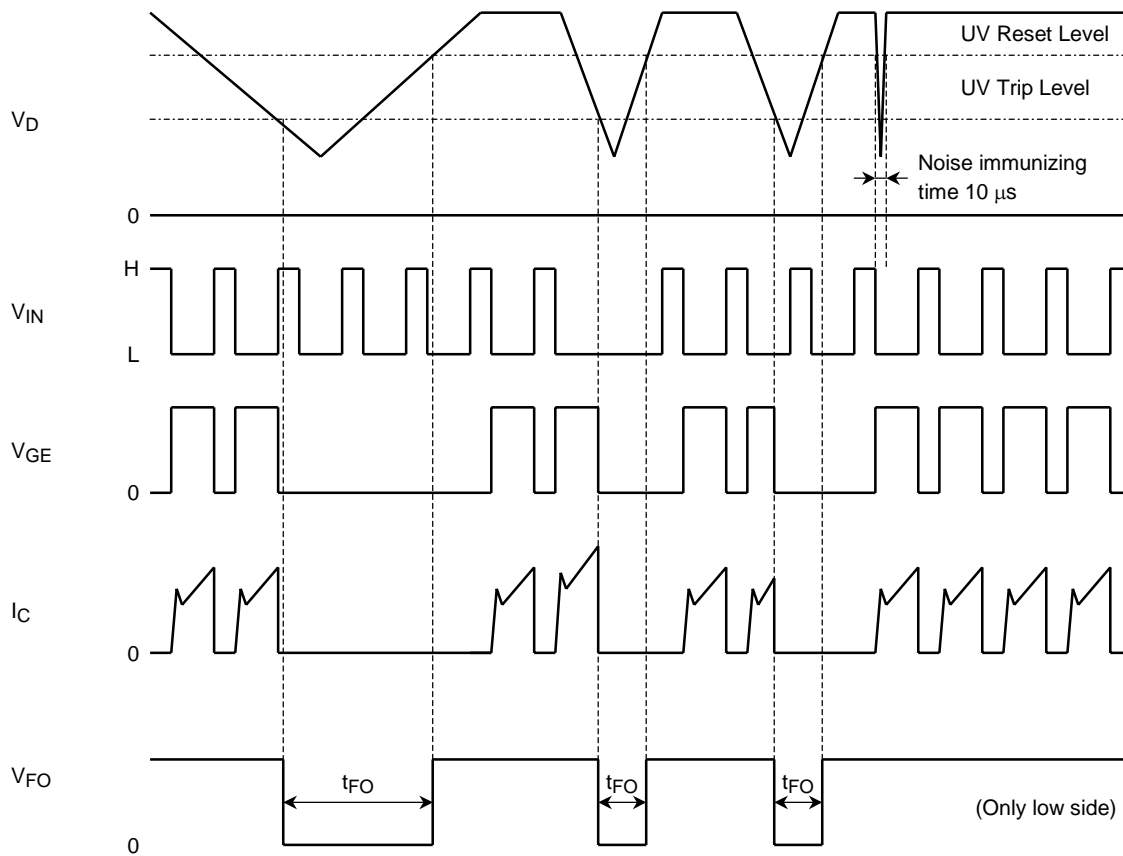 UV Reset Level
UV Trip Level
VD
Noise immunizing
time 10 μs
0
H
VIN
L
VGE
0
IC
0
VFO
tFO
tFO
tFO
(Only low side)
0